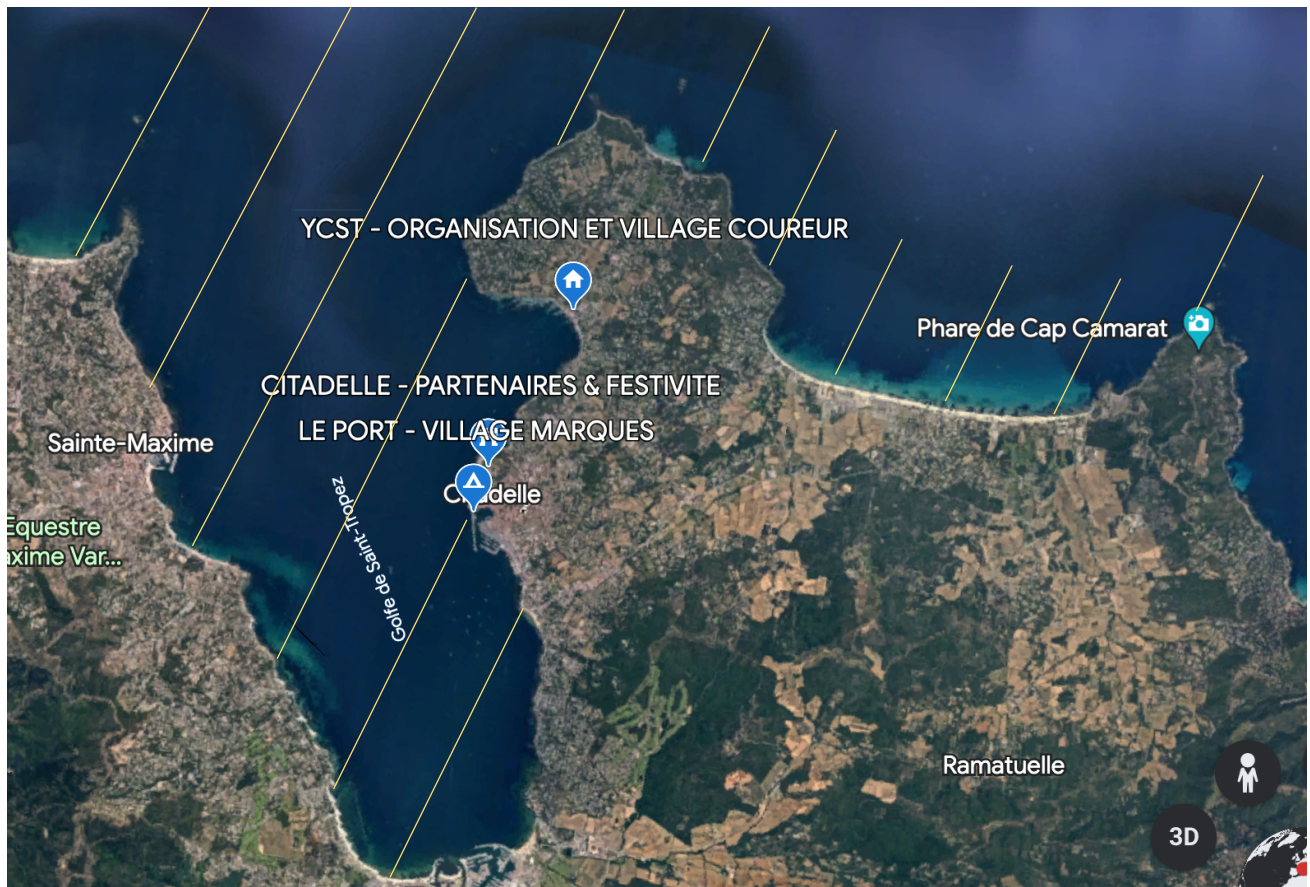 YCST - ORGANISATION ET VILLAGE COUREUR
Phare de Cap Camarat
CITADELLE - PARTENAIRES & FESTIVITE
LE PORT - VILLAGE MARQUES
Sainte-Maxime
Citadelle
Golfe de Saint-Tropez
Equestre
axime Var...
Ramatuelle
3D